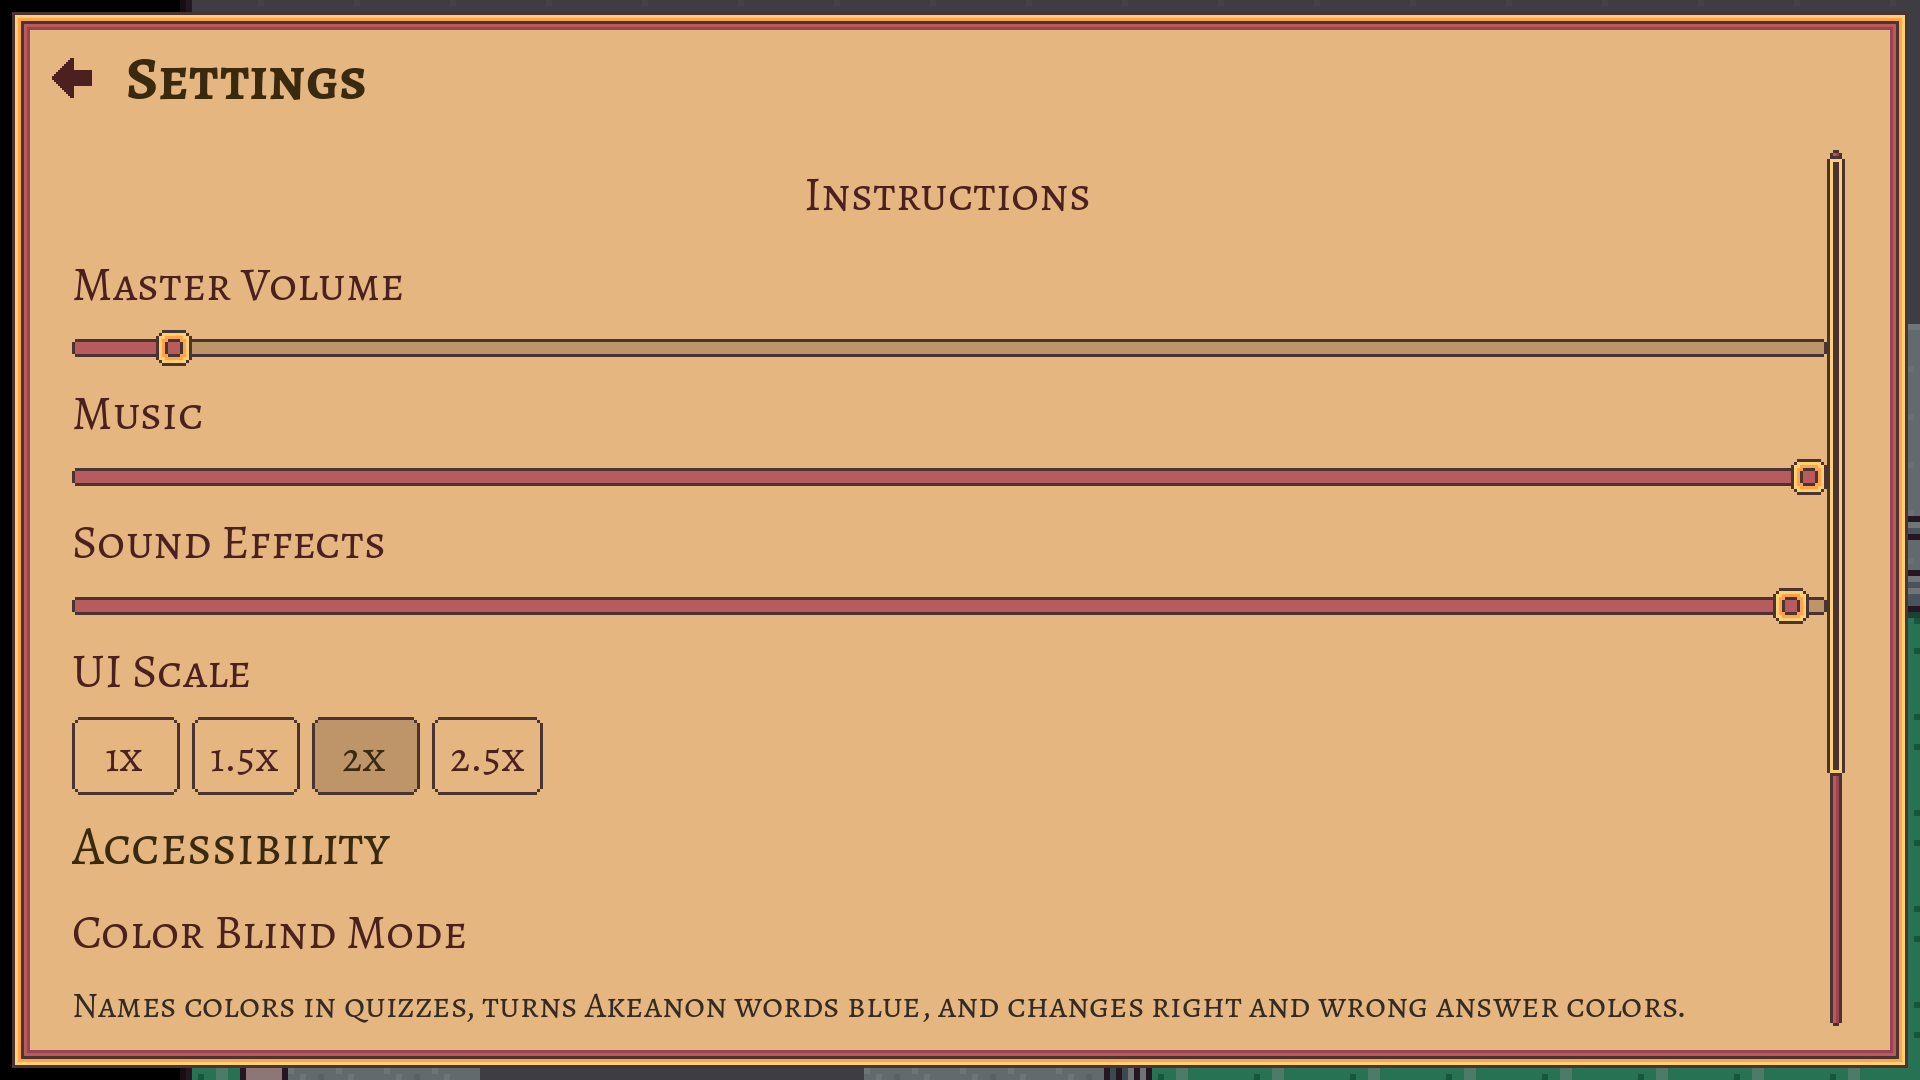 Settings
Instructions
Master Volume
Music
Sound Effects
UI Scale
1x 1.5x 2x 2.5x
Accessibility
Color Blind Mode
Names colors in quizzes, turns Akeanon words blue, and changes right and wrong answer colors.